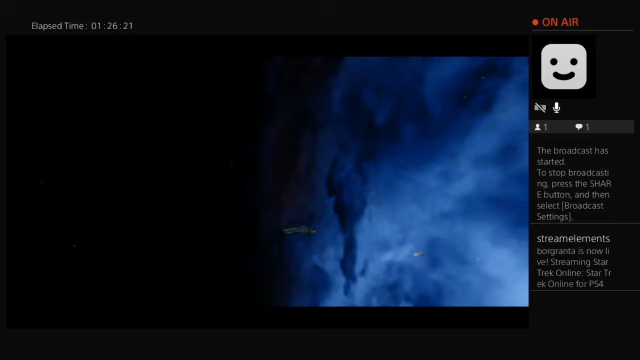 Elapsed Time : 01:26:21
ON AIR
1
1
The broadcast has
started.
To stop broadcasti
ng, press the SHAR
E button, and then
select [Broadcast
Settings].
streamelements
borgranta is now li
ve! Streaming Star
Trek Online: Star Tr
ek Online for PS4